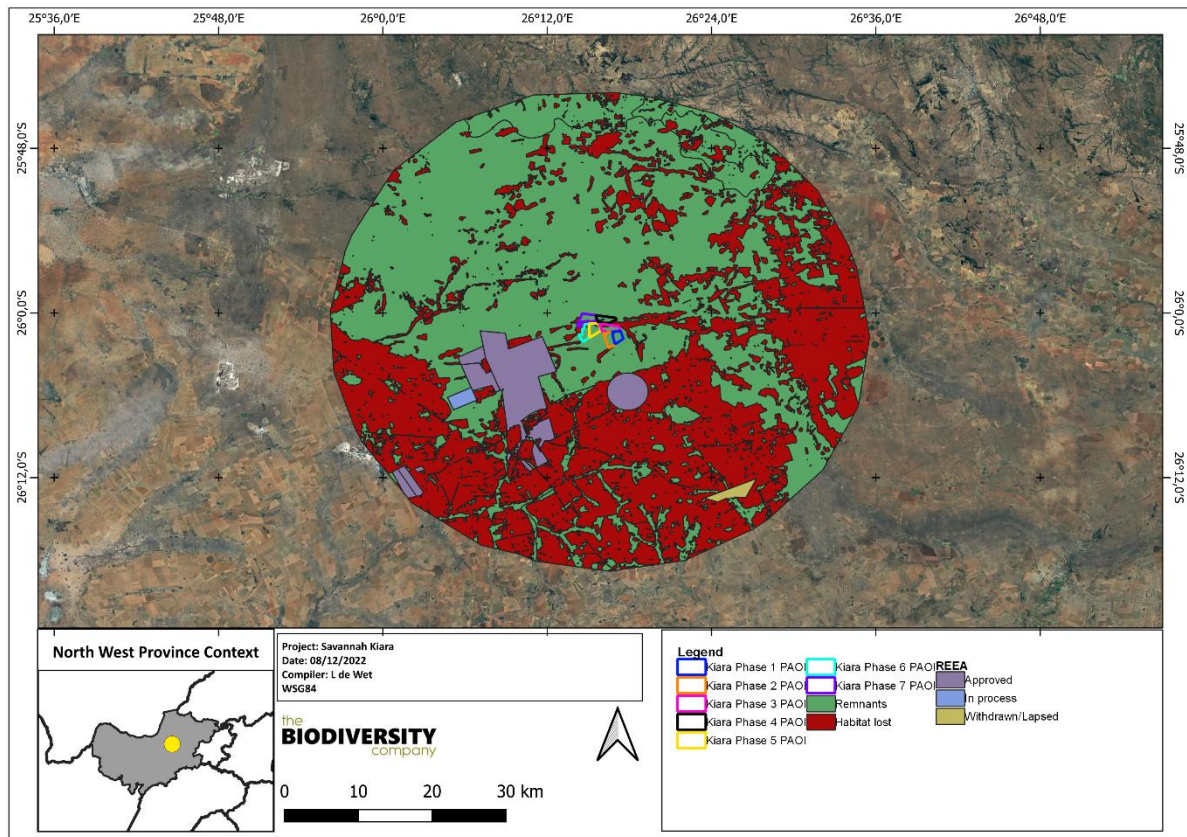 25°36,0'E 25°48,0'E 26°0,0'E 26°12,0'E 26°24,0'E 26°36,0'E 26°48,0'E
25°48,0'S 25°48,0'S
26°0,0'S 26°0,0'S
26°12,0'S 26°12,0'S
North West Province Context
Project: Savannah Kiara
Date: 08/12/2022
Compiler: L de Wet
WSG84
the
BIODIVERSITY
company
0 10 20 30 km
Legend
Kiara Phase 1 PAOI
Kiara Phase 2 PAOI
Kiara Phase 3 PAOI
Kiara Phase 4 PAOI
Kiara Phase 5 PAOI
Kiara Phase 6 PAOI
Kiara Phase 7 PAOI
Remnants
Habitat lost
REEA
Approved
In process
Withdrawn/Lapsed